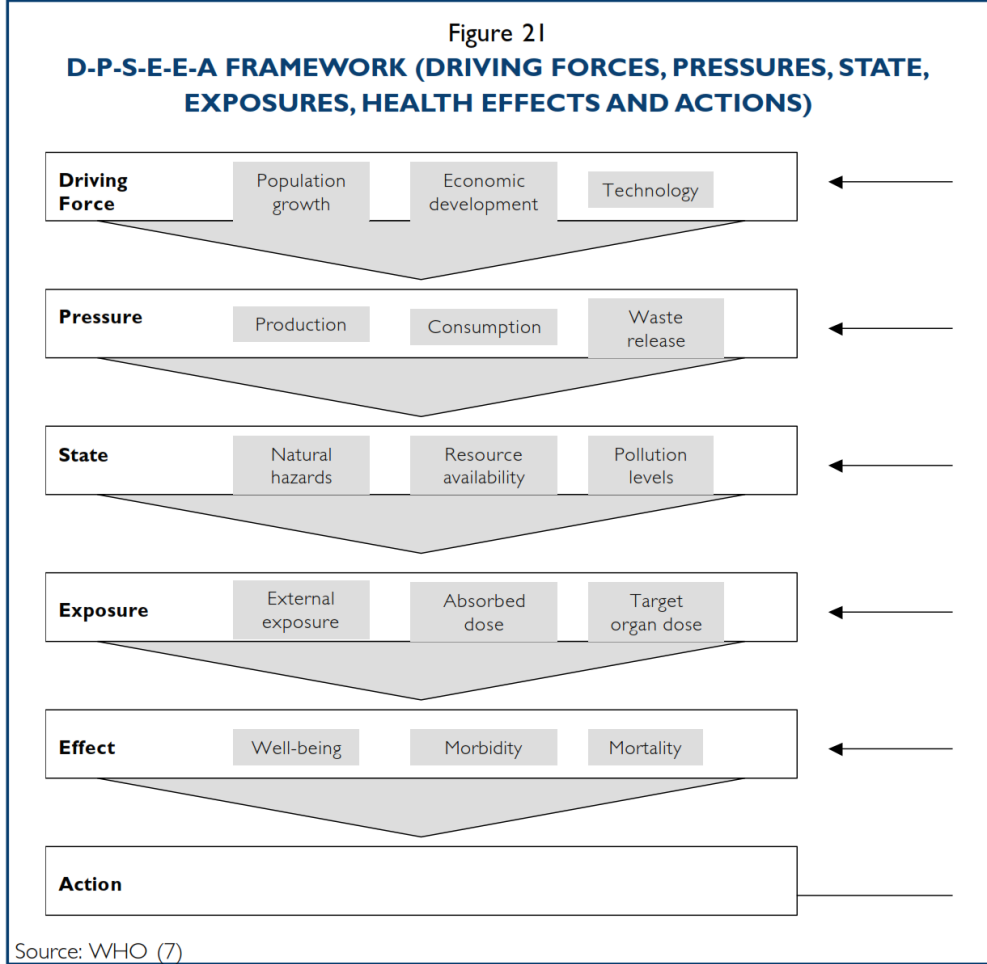 Figure 21
D-P-S-E-E-A FRAMEWORK (DRIVING FORCES, PRESSURES, STATE,
EXPOSURES, HEALTH EFFECTS AND ACTIONS)
Driving
Force
Population
growth
Economic
development
Technology
Pressure
Production
Consumption
Waste
release
State
Natural
hazards
Resource
availability
Pollution
levels
Exposure
External
exposure
Absorbed
dose
Target
organ dose
Effect
Well-being
Morbidity
Mortality
Action
Source: WHO (7)